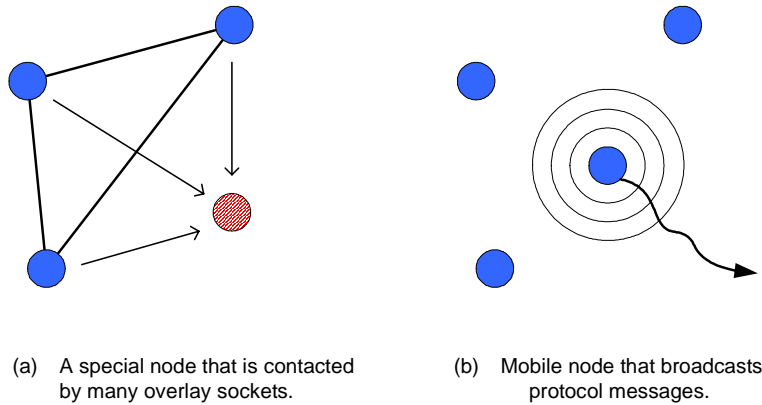 (a) A special node that is contacted
by many overlay sockets.
(b) Mobile node that broadcasts
protocol messages.